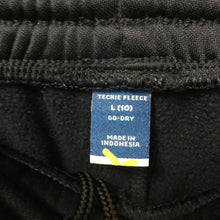 TECHIE FLEECE
L (10)
GO-DRY
MADE IN
INDONESIA